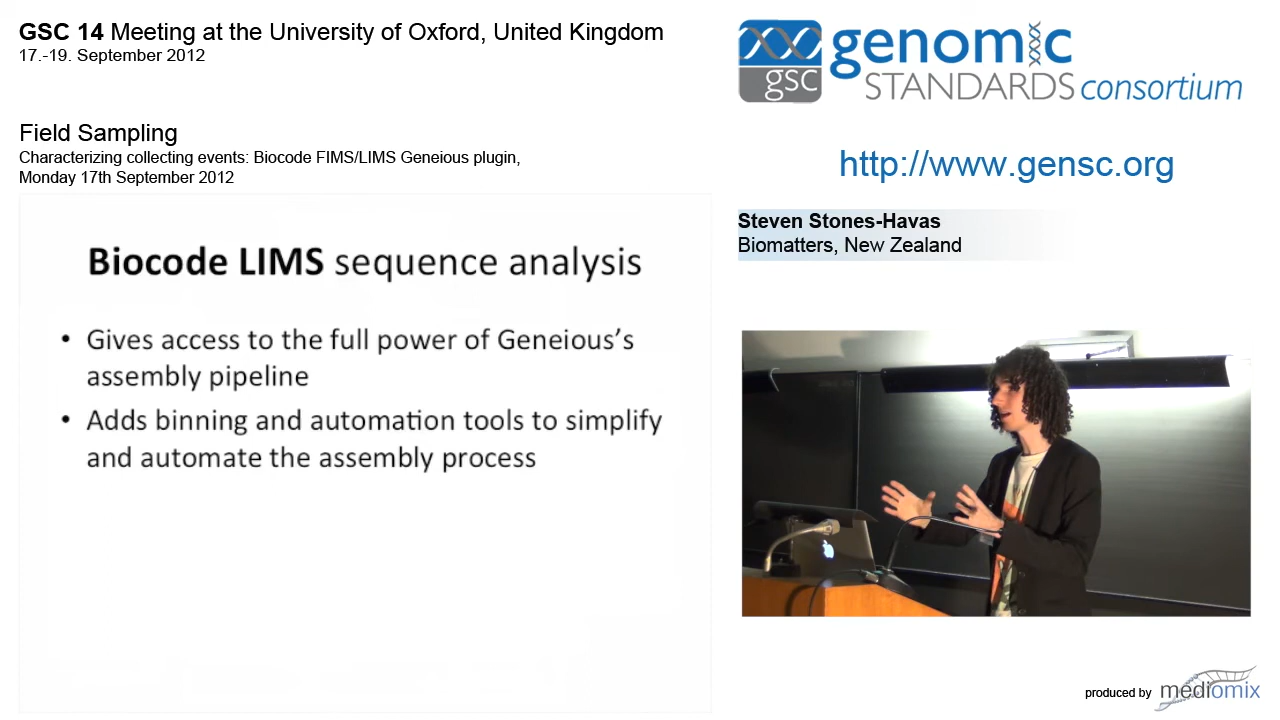 GSC 14 Meeting at the University of Oxford, United Kingdom
17.-19. September 2012
genomic
gsc STANDARDS consortium
Field Sampling
Characterizing collecting events: Biocode FIMS/LIMS Geneious plugin,
Monday 17th September 2012
http://www.gensc.org
Steven Stones-Havas
Biomatters, New Zealand
Biocode LIMS sequence analysis
• Gives access to the full power of Geneious’s
assembly pipeline
• Adds binning and automation tools to simplify
and automate the assembly process
produced by mediomix